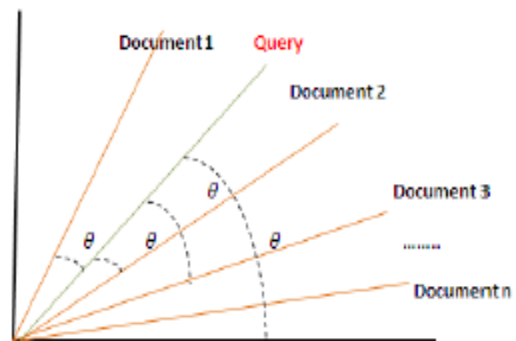 Document 1
Query
Document 2
Document 3
........
Document n
θ
θ
θ
θ